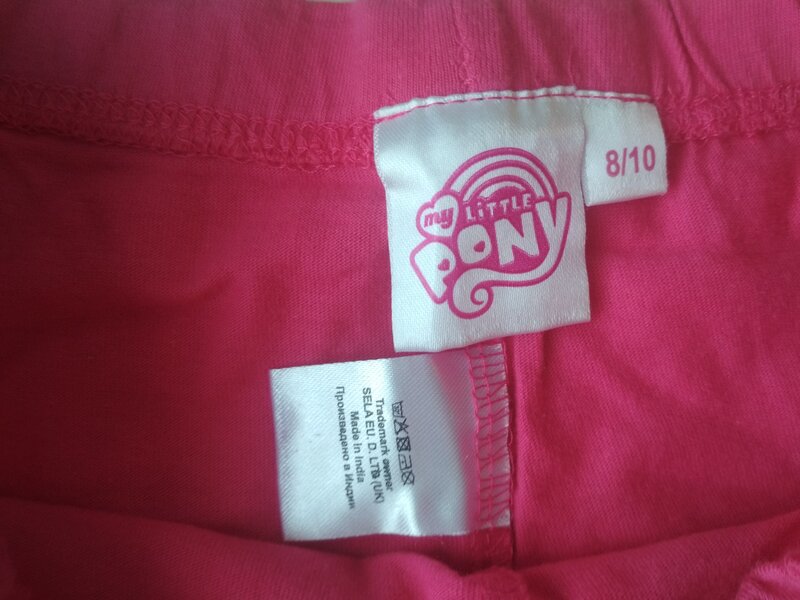 my LITTLE
PONY
8/10
Trademark owner
SELA EU. D. LTD (UK)
Made In India
Произведено в Индии